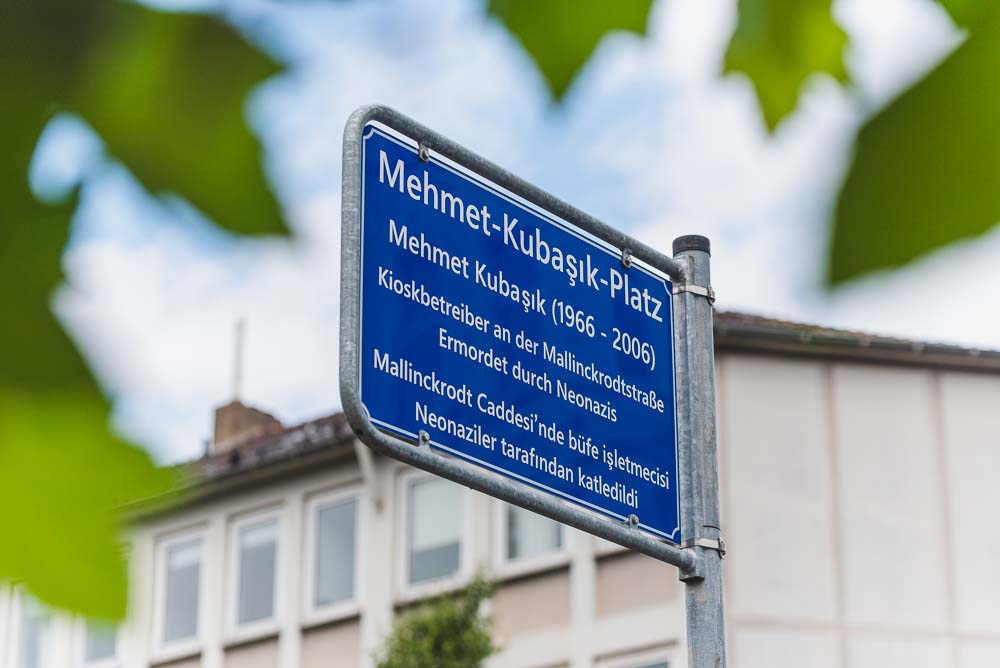 Mehmet-Kubaşık-Platz
Mehmet Kubaşık (1966 - 2006)
Kioskbetreiber an der Mallinckrodtstraße
Ermordet durch Neonazis
Mallinckrodt Caddesi'nde büfe işletmecisi
Neonaziler tarafından katledildi